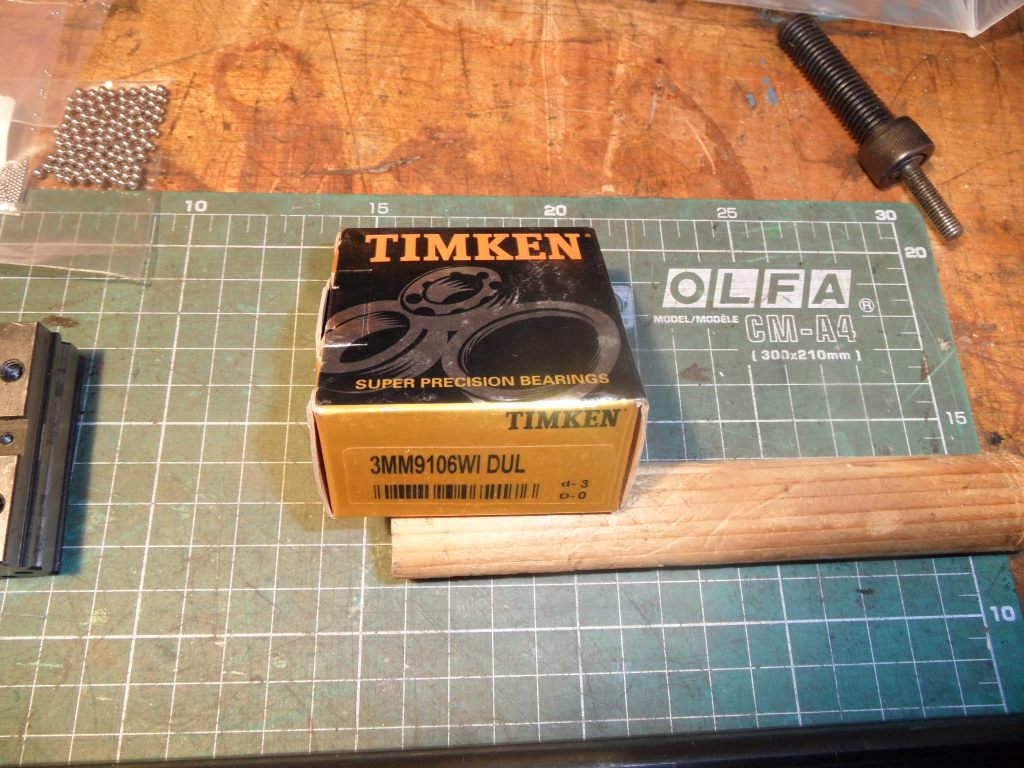 10 15 20 25 30
20
TIMKEN
OLFA®
MODEL/MODÈLE CM-A4
( 300x210mm )
SUPER PRECISION BEARINGS
TIMKEN
15
3MM9106WI DUL
d- 3
D- 0
10